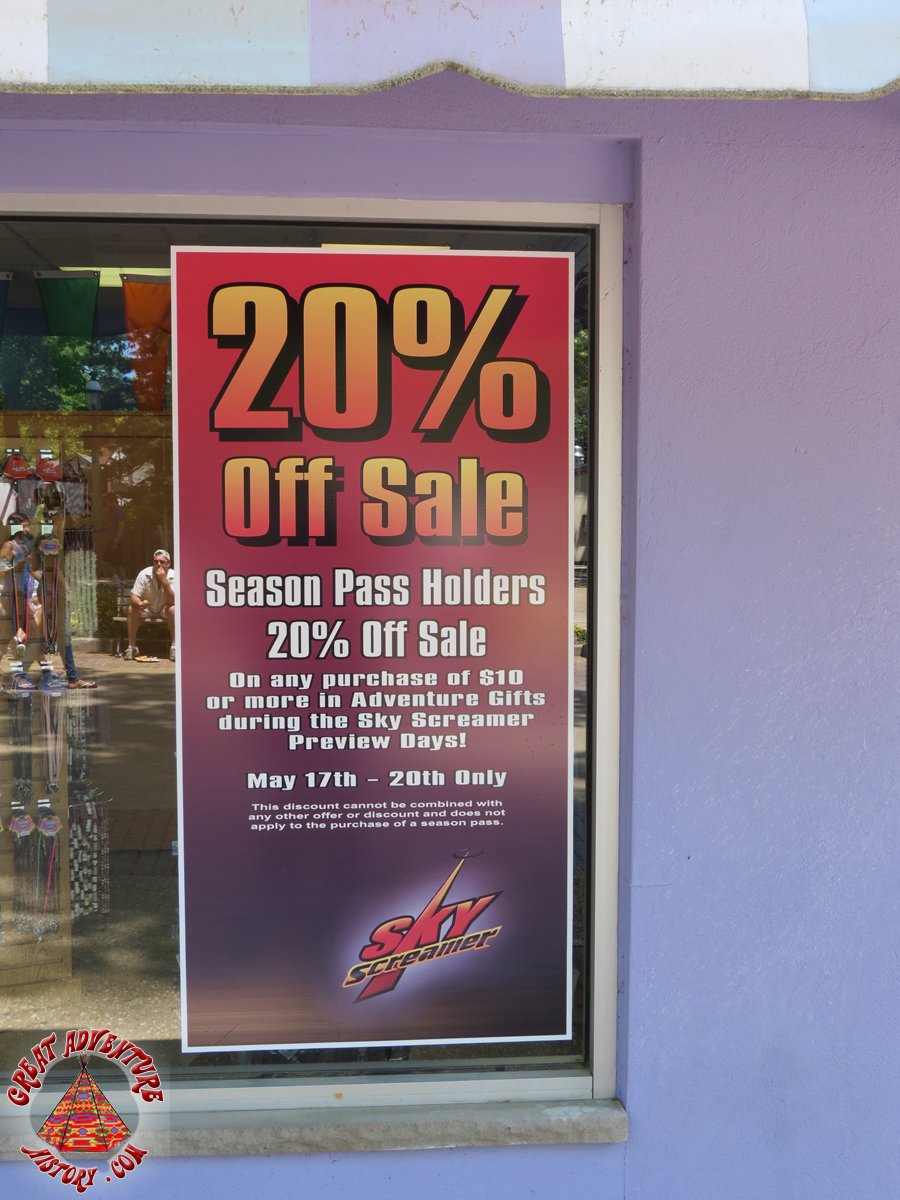 20%
Off Sale
Season Pass Holders
20% Off Sale
On any purchase of $10
or more in Adventure Gifts
during the Sky Screamer
Preview Days!
May 17th - 20th Only
This discount cannot be combined with
any other offer or discount and does not
apply to the purchase of a season pass.
SKY
SCREAMER
GREAT ADVENTURE
HISTORY.COM